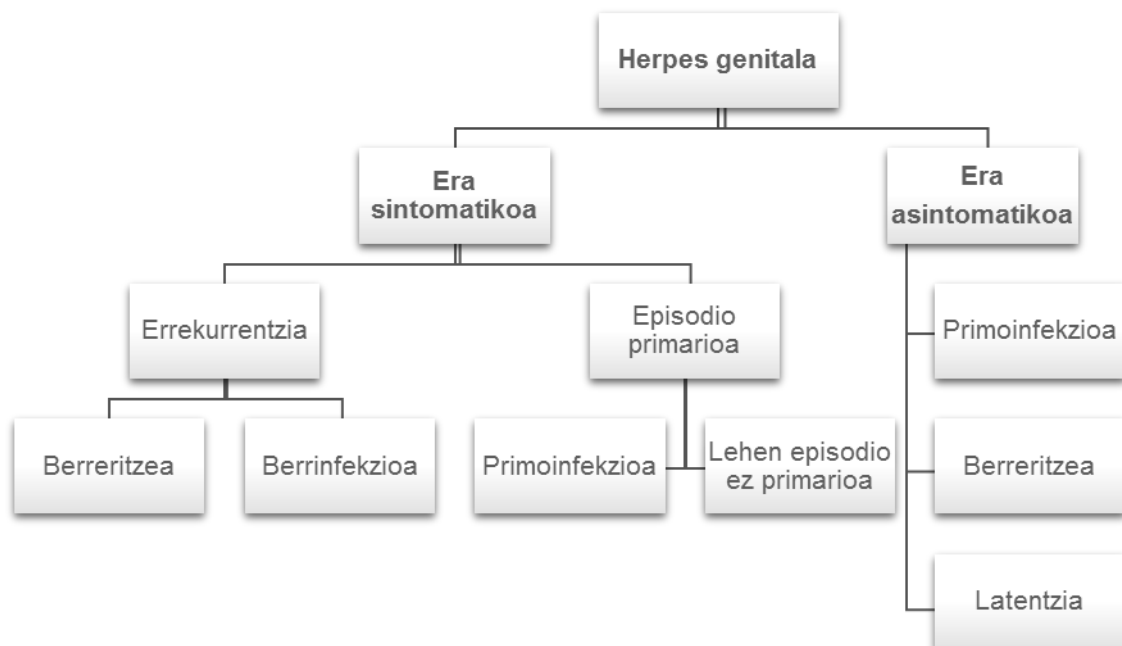 Herpes genitala
Era
sintomatikoa
Era
asintomatikoa
Errekurrentzia
Episodio
primarioa
Primoinfekzioa
Berreritzea
Berrinfekzioa
Primoinfekzioa
Lehen episodio
ez primarioa
Berreritzea
Latentzia